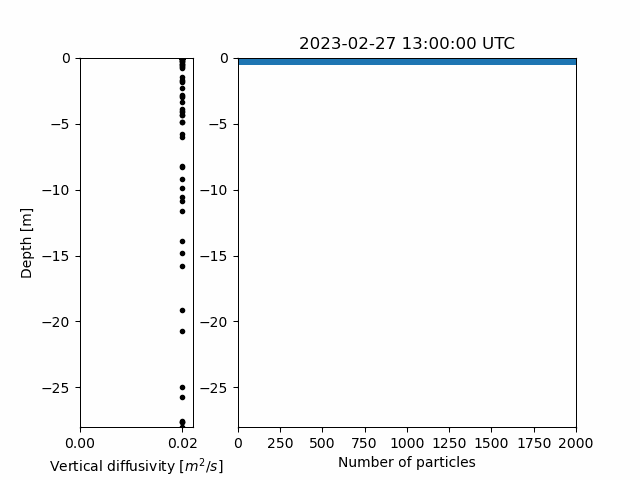 2023-02-27 13:00:00 UTC
0
−5
−10
−15
−20
−25
Depth [m]
0.00 0.02
Vertical diffusivity [m²/s]
0
−5
−10
−15
−20
−25
0 250 500 750 1000 1250 1500 1750 2000
Number of particles